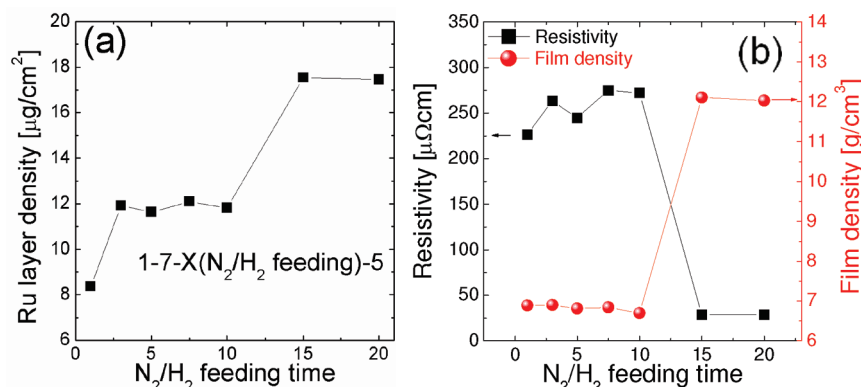 (a)
Ru layer density [μg/cm²]
20
18
16
14
12
10
8
6
1-7-X(N₂/H₂ feeding)-5
0 5 10 15 20
N₂/H₂ feeding time
(b)
Resistivity
Film density
Resistivity [μΩcm]
350
300
250
200
150
100
50
0
14
13
12
11
10
9
8
7
6
Film density [g/cm³]
0 5 10 15 20
N₂/H₂ feeding time